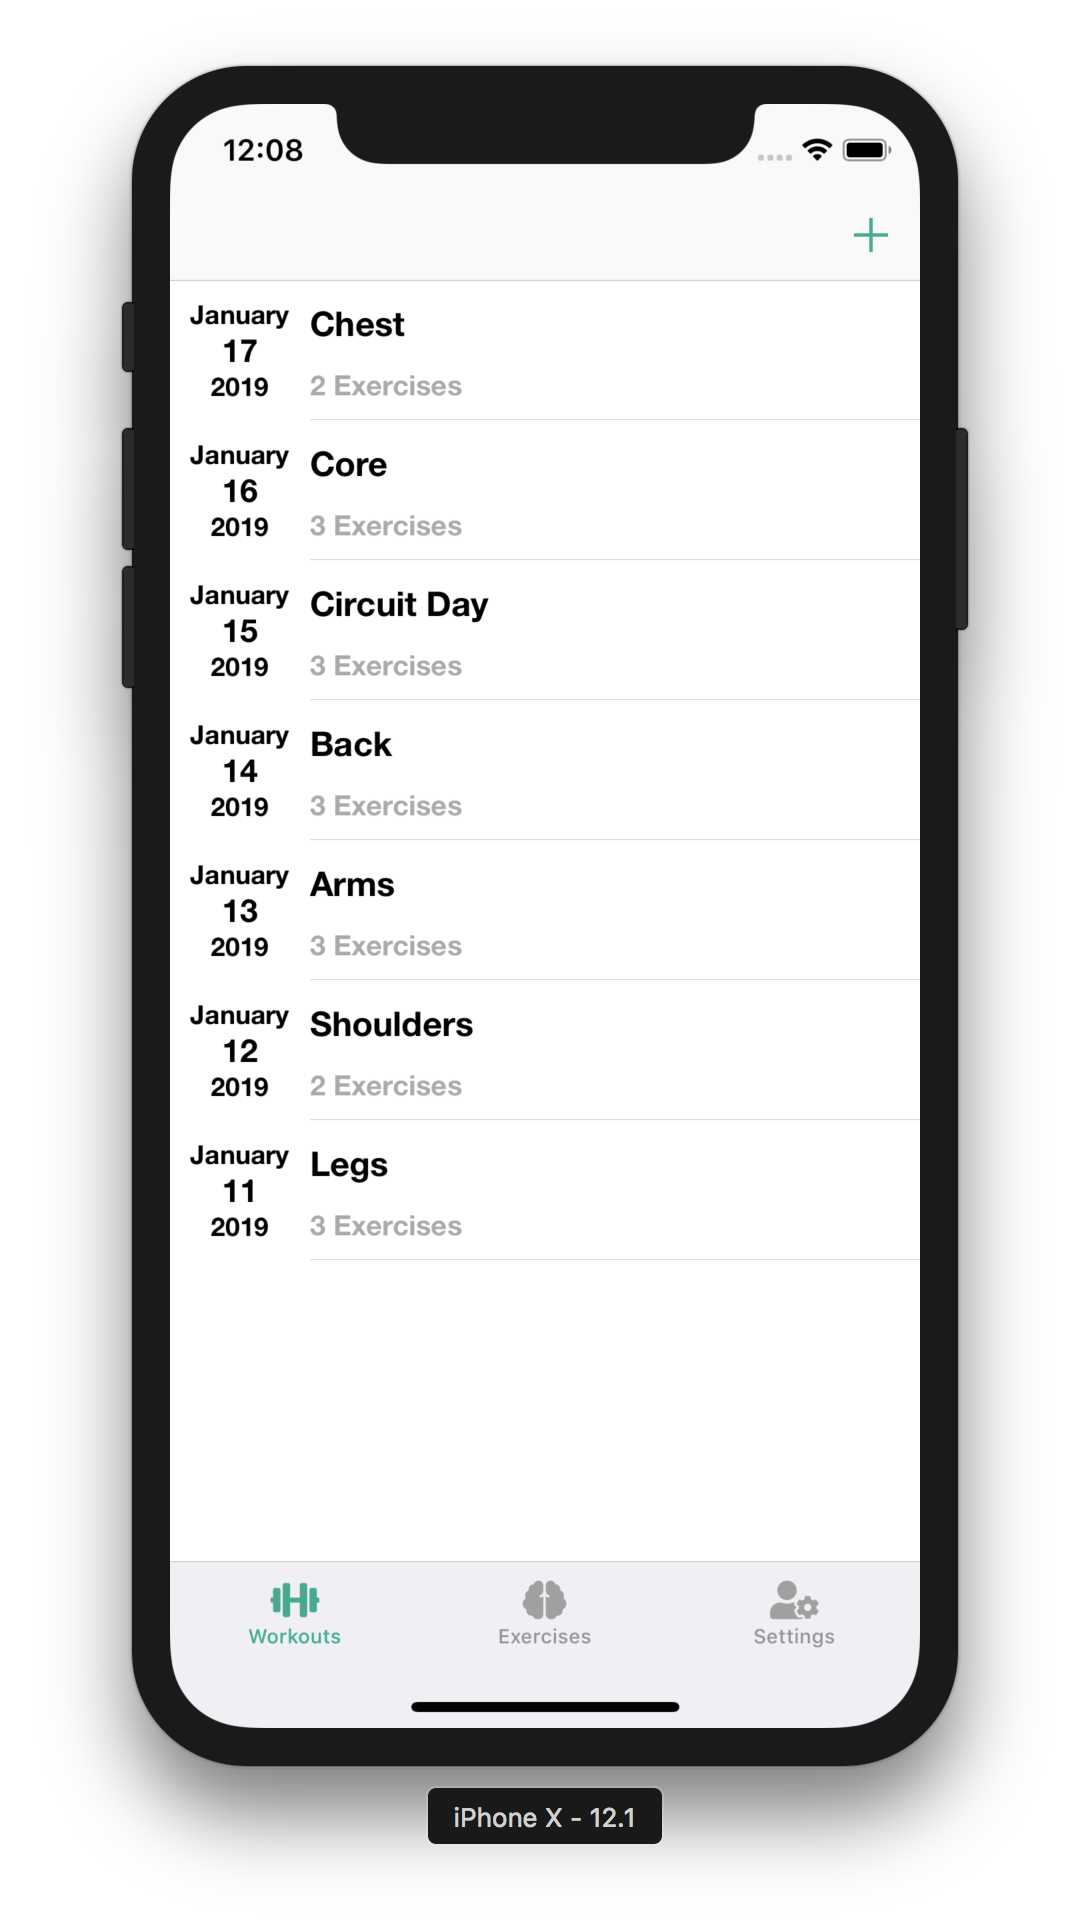 12:08
January
17
2019
Chest
2 Exercises
January
16
2019
Core
3 Exercises
January
15
2019
Circuit Day
3 Exercises
January
14
2019
Back
3 Exercises
January
13
2019
Arms
3 Exercises
January
12
2019
Shoulders
2 Exercises
January
11
2019
Legs
3 Exercises
Workouts
Exercises
Settings
iPhone X - 12.1